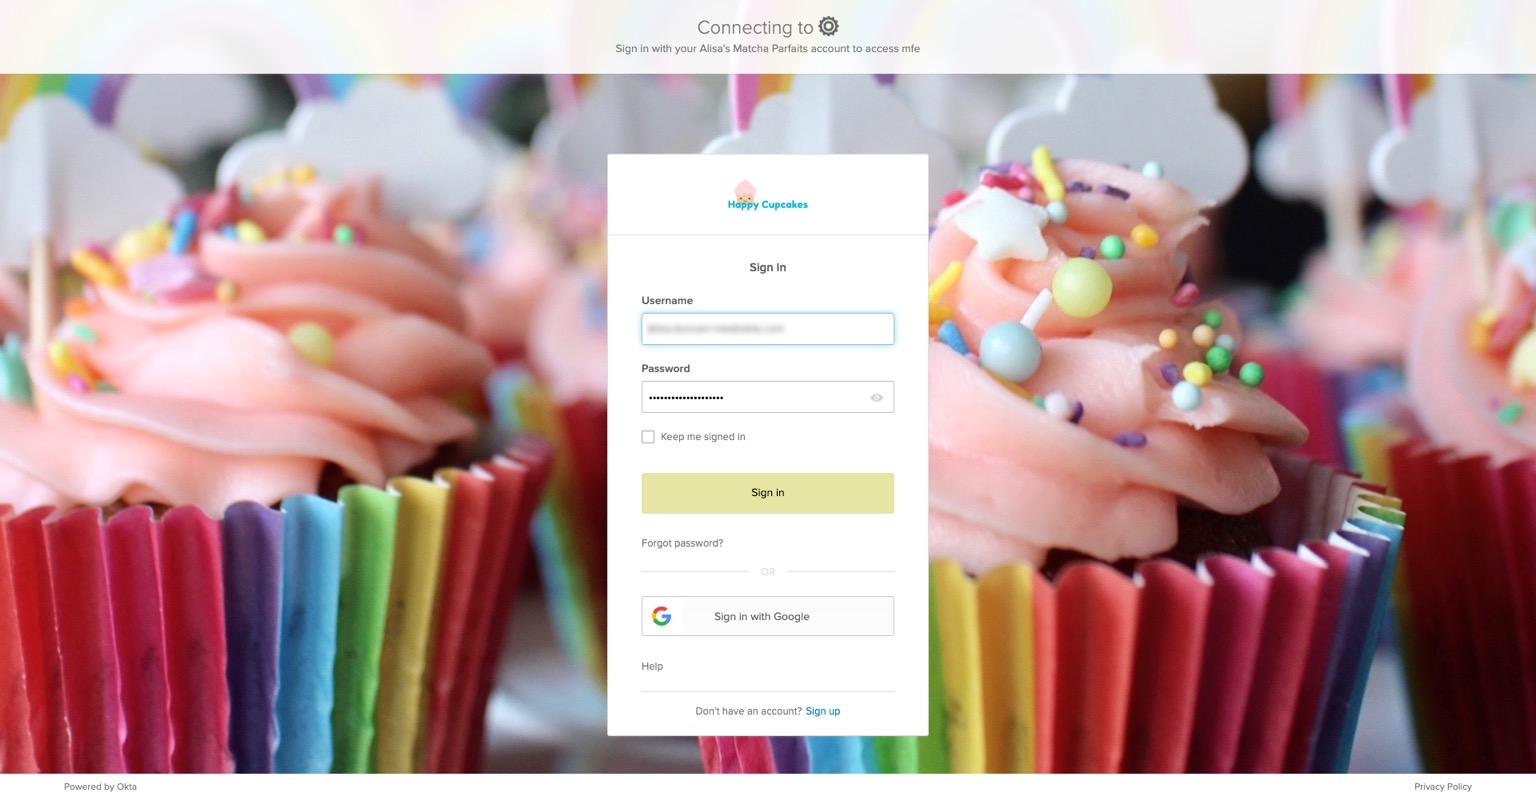 Connecting to
Sign in with your Alisa's Matcha Parfaits account to access mfe
Happy Cupcakes
Sign In
Username
Password
••••••••••••••••••••
Keep me signed in
Sign in
Forgot password?
OR
Sign in with Google
Help
Don't have an account? Sign up
Powered by Okta
Privacy Policy